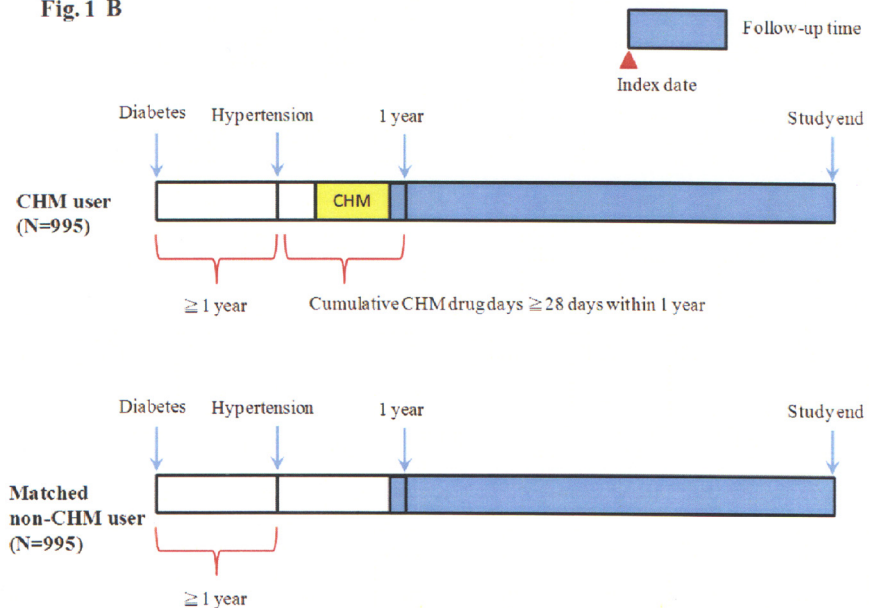 Fig. 1 B
Follow-up time
Index date
Diabetes Hypertension 1 year Study end
CHM user
(N=995)
CHM
≧ 1 year Cumulative CHM drug days ≧ 28 days within 1 year
Diabetes Hypertension 1 year Study end
Matched
non-CHM user
(N=995)
≧ 1 year